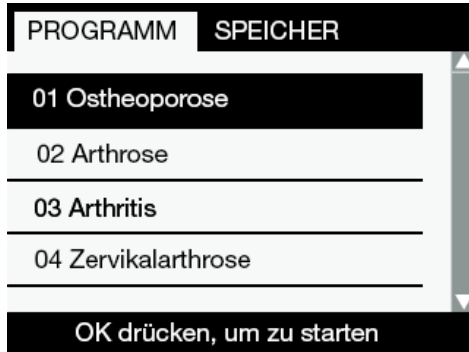 PROGRAMM SPEICHER
01 Ostheoporose
02 Arthrose
03 Arthritis
04 Zervikalarthrose
OK drücken, um zu starten